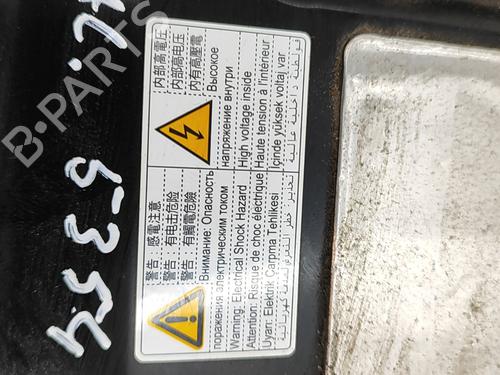 警告：感電注意
警告：有电击危险
警告：有觸電危險
Внимание: Опасность
поражения электрическим током
Warning: Electrical Shock Hazard
Attention: Risque de choc électrique
Uyarı: Elektrik Çarpma Tehlikesi
内部高電圧
内部高电压
內有高壓電
Высокое
напряжение внутри
High voltage inside
Haute tension à l'intérieur
İçinde yüksek voltaj var
B-PARTS